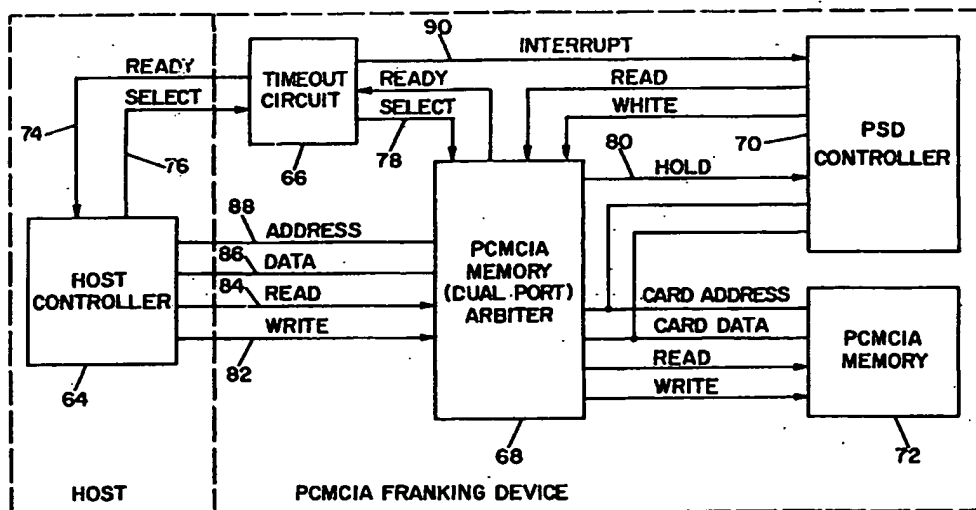 90
INTERRUPT
READY
TIMEOUT
CIRCUIT
READY
READ
SELECT
SELECT
WHITE
74
76
66
78
70
PSD
CONTROLLER
80
HOLD
88
ADDRESS
86
DATA
HOST
CONTROLLER
84
READ
WRITE
82
64
PCMCIA
MEMORY
(DUAL PORT)
ARBITER
68
CARD ADDRESS
CARD DATA
READ
WRITE
PCMCIA
MEMORY
72
HOST
PCMCIA FRANKING DEVICE